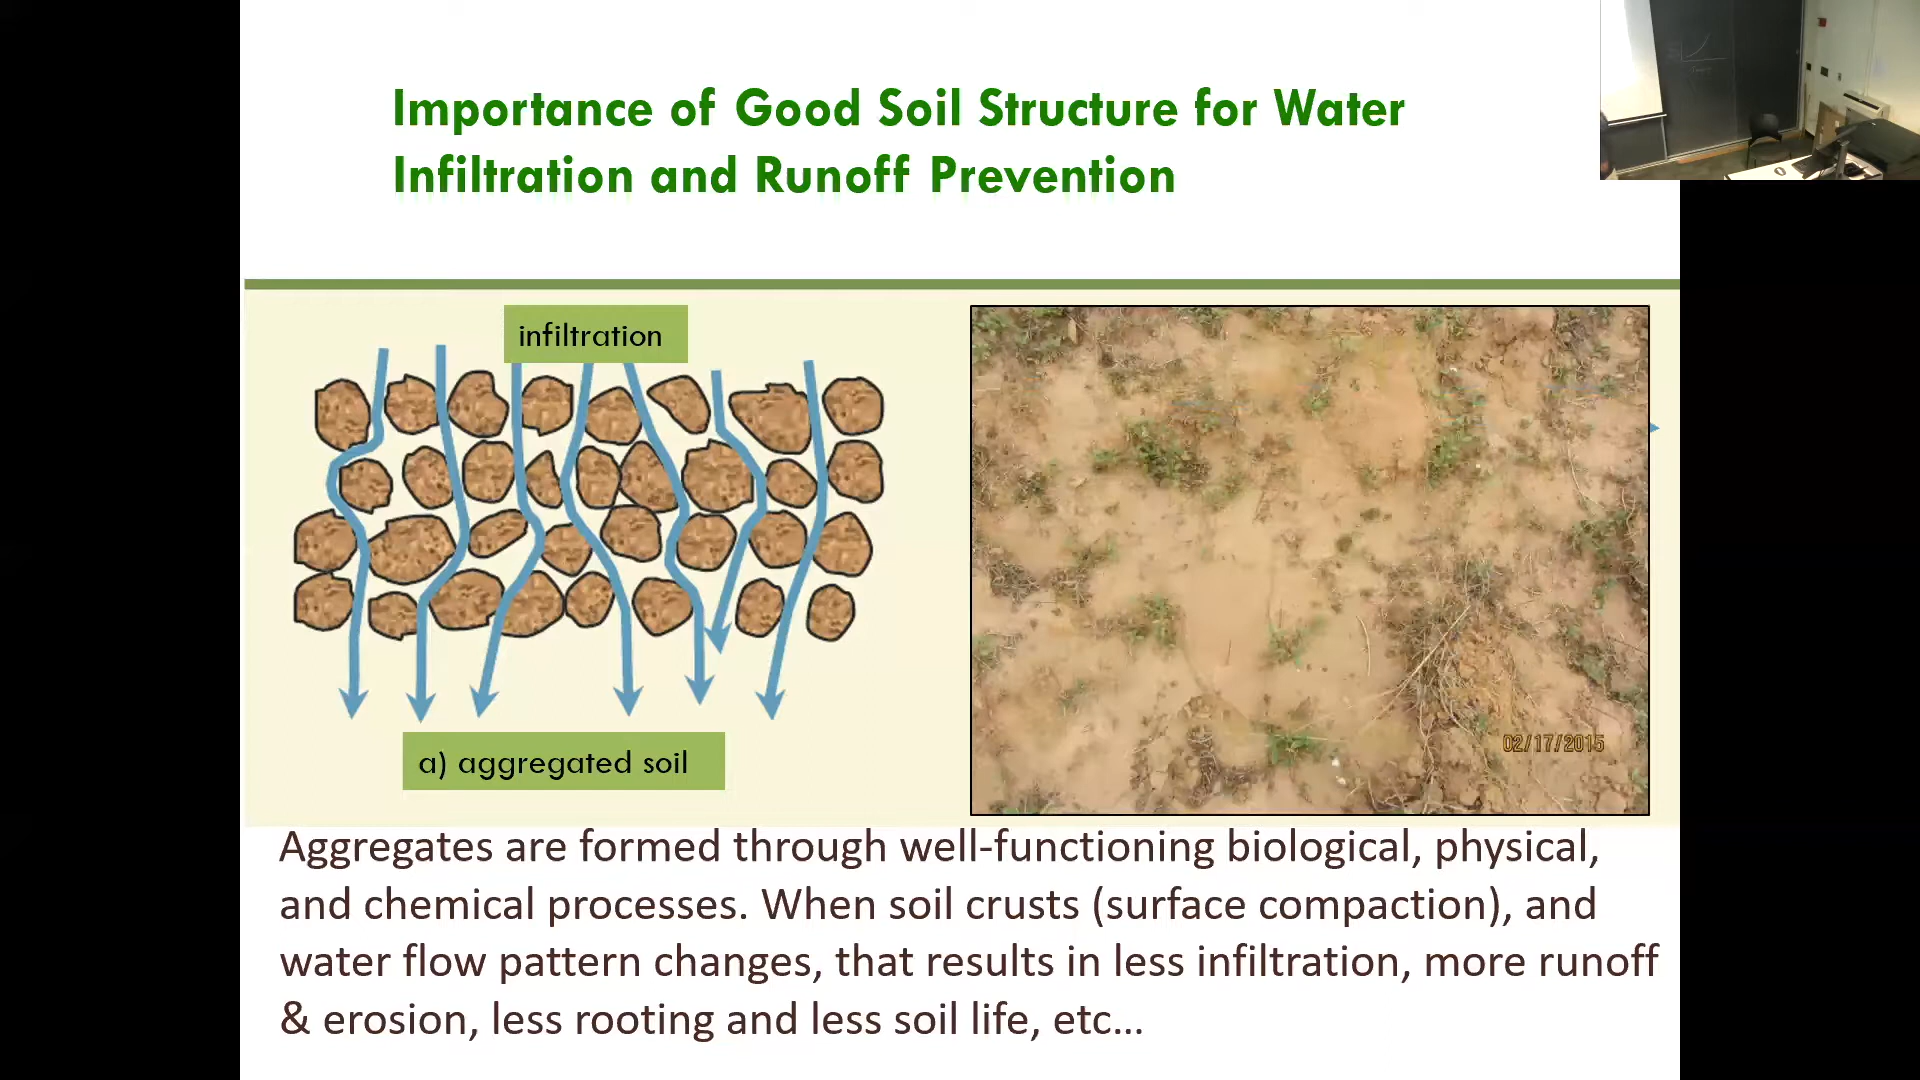 Importance of Good Soil Structure for Water
Infiltration and Runoff Prevention
infiltration
a) aggregated soil
02/17/2015
Aggregates are formed through well-functioning biological, physical,
and chemical processes. When soil crusts (surface compaction), and
water flow pattern changes, that results in less infiltration, more runoff
& erosion, less rooting and less soil life, etc...